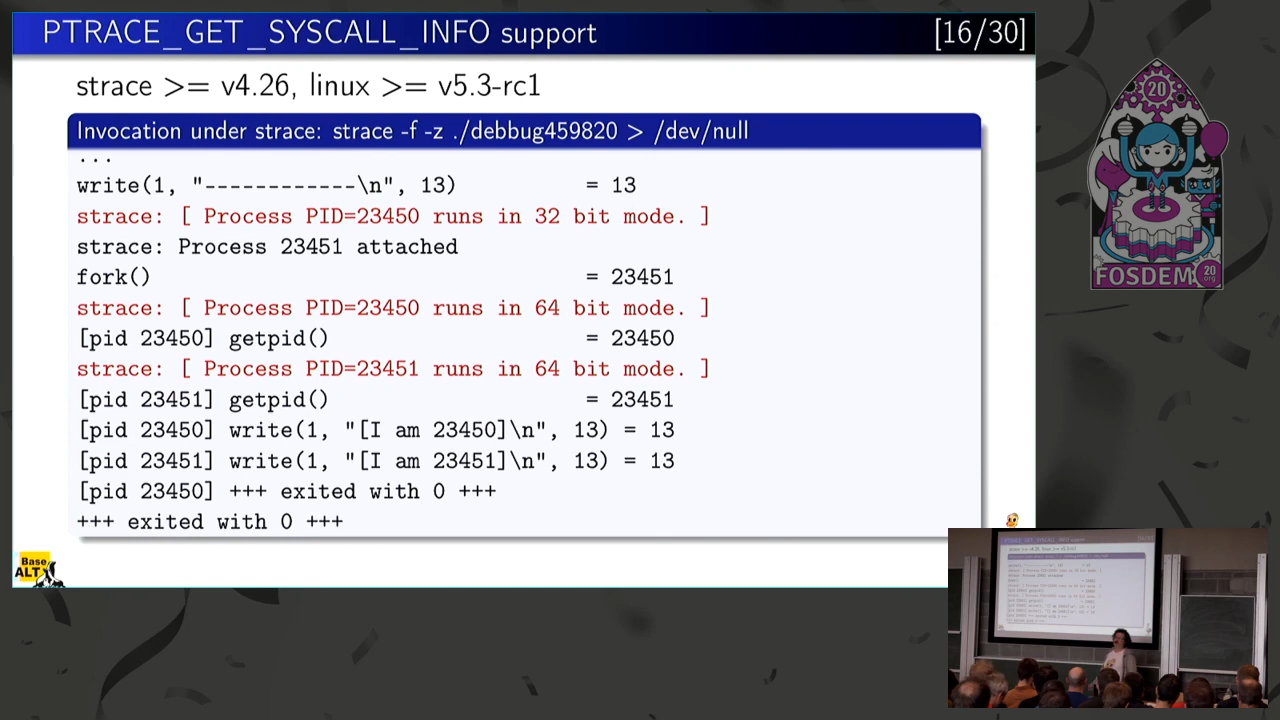 PTRACE_GET_SYSCALL_INFO support [16/30]
strace >= v4.26, linux >= v5.3-rc1
Invocation under strace: strace -f -z ./debbug459820 > /dev/null
...
write(1, "------------\n", 13) = 13
strace: [ Process PID=23450 runs in 32 bit mode. ]
strace: Process 23451 attached
fork() = 23451
strace: [ Process PID=23450 runs in 64 bit mode. ]
[pid 23450] getpid() = 23450
strace: [ Process PID=23451 runs in 64 bit mode. ]
[pid 23451] getpid() = 23451
[pid 23450] write(1, "[I am 23450]\n", 13) = 13
[pid 23451] write(1, "[I am 23451]\n", 13) = 13
[pid 23450] +++ exited with 0 +++
+++ exited with 0 +++
Base
ALT
20
FOSDEM
20
.org